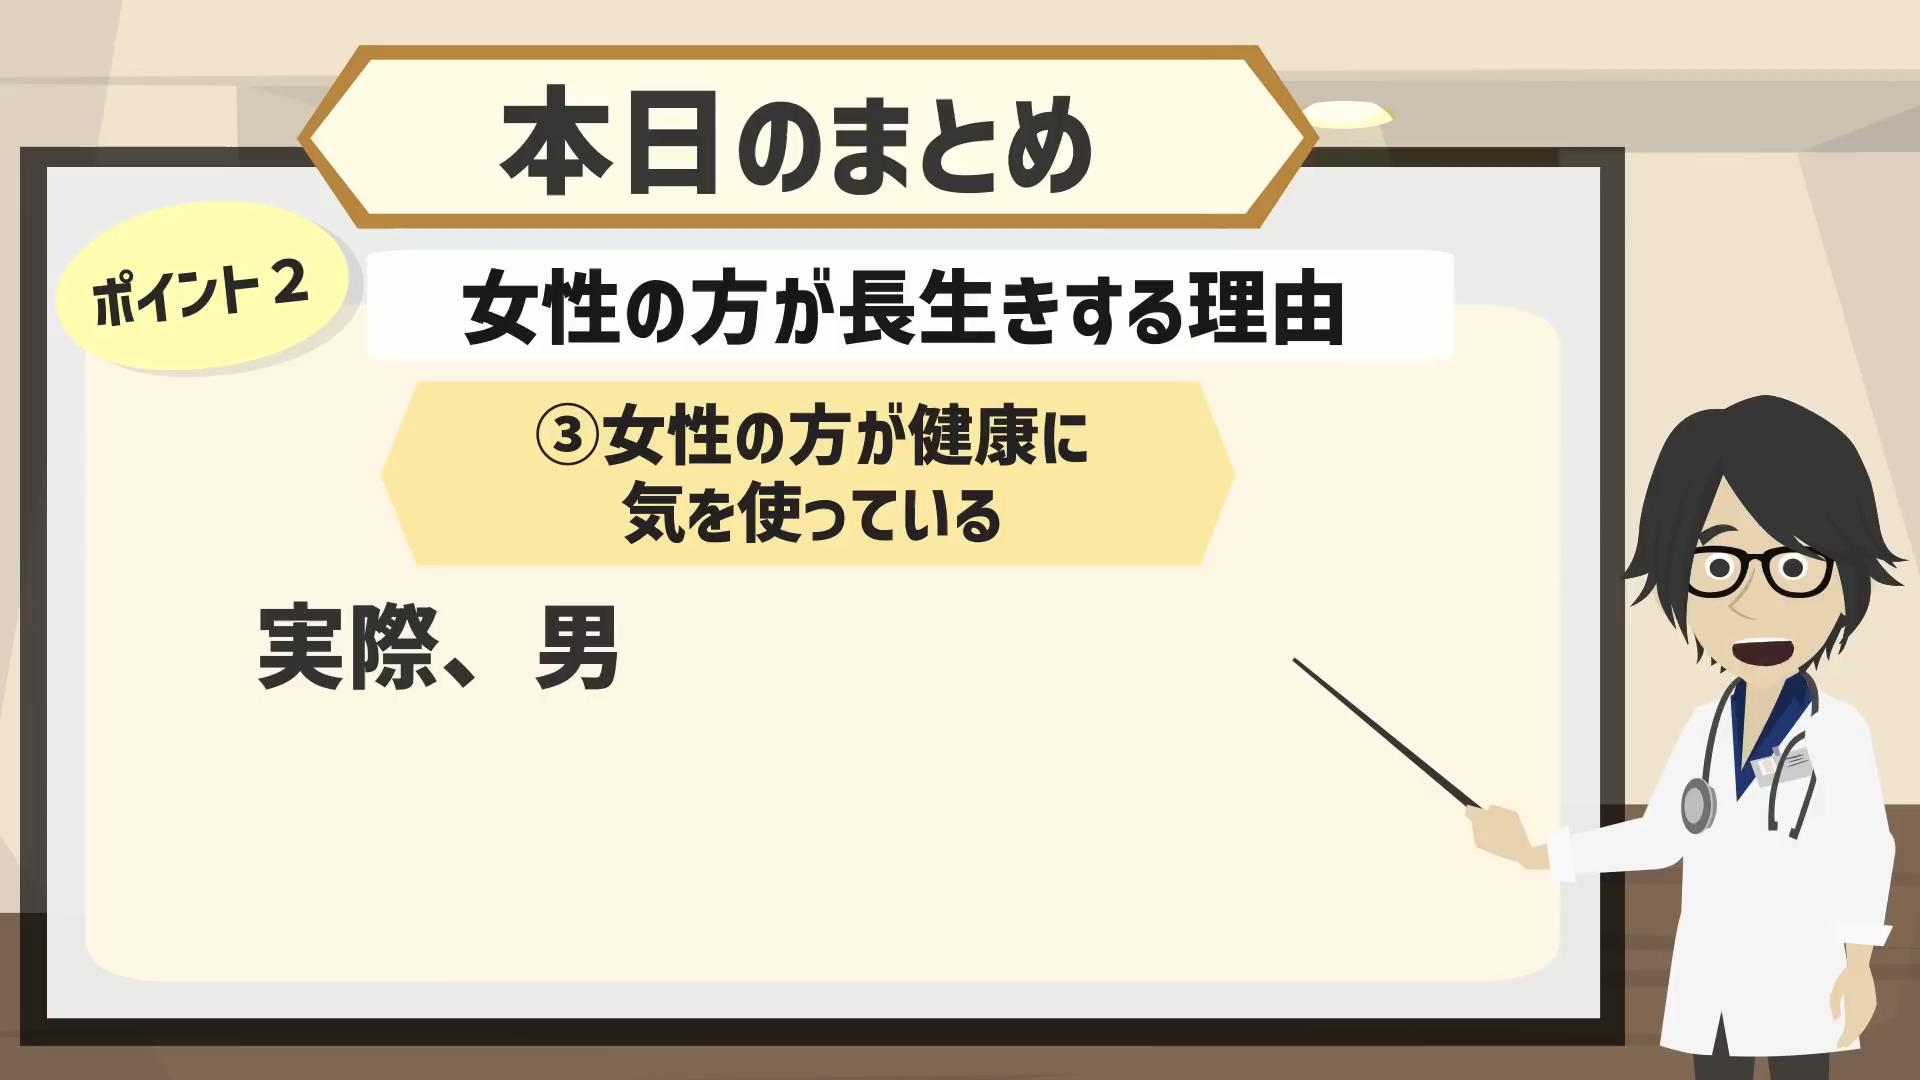 本日のまとめ
ポイント2
女性の方が長生きする理由
③女性の方が健康に
気を使っている
実際、男